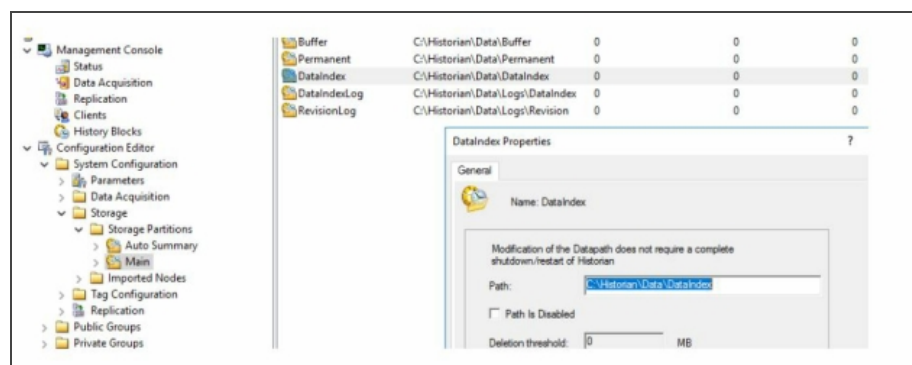 Management Console
Status
Data Acquisition
Replication
Clients
History Blocks
Configuration Editor
System Configuration
Parameters
Data Acquisition
Storage
Storage Partitions
Auto Summary
Main
Imported Nodes
Tag Configuration
Replication
Public Groups
Private Groups
Buffer C:\Historian\Data\Buffer 0 0 0
Permanent C:\Historian\Data\Permanent 0 0 0
DataIndex C:\Historian\Data\DataIndex 0 0 0
DataIndexLog C:\Historian\Data\Logs\DataIndex 0 0 0
RevisionLog C:\Historian\Data\Logs\Revision 0 0 0
DataIndex Properties ?
General
Name: DataIndex
Modification of the Datapath does not require a complete
shutdown/restart of Historian
Path: C:\Historian\Data\DataIndex
Path Is Disabled
Deletion threshold: 0 MB